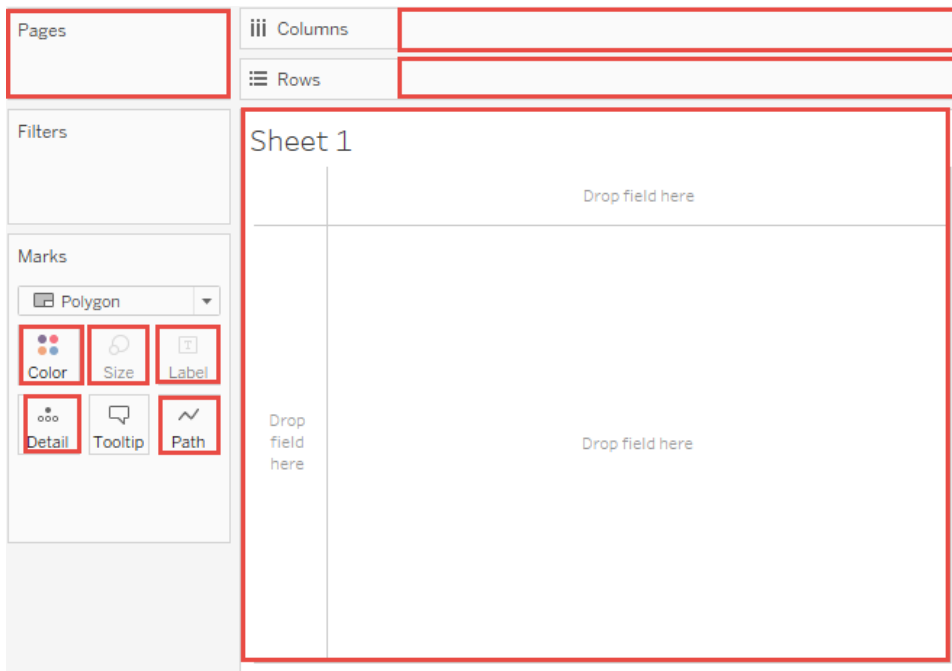 Pages
Columns
Rows
Filters
Sheet 1
Drop field here
Marks
Polygon
Color Size Label
T
Detail Tooltip Path
Drop
field
here
Drop field here